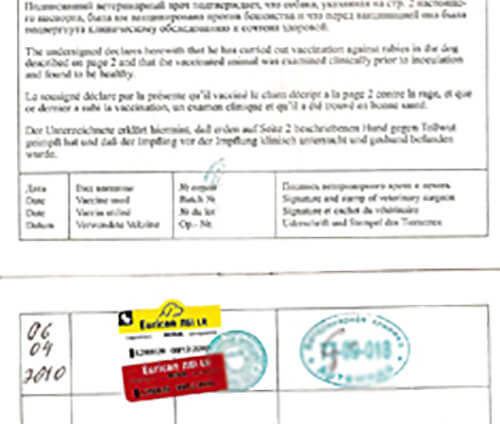 Подписавший ветеринарный врач подтверждает, что собака, указанная на стр. 2 настояще-
го паспорта, была им вакцинирована против бешенства и что перед вакцинацией она была
подвергнута клиническому обследованию и сочтена здоровой.
The undersigned declares herewith that he has carried out vaccination against rabies in the dog
described on page 2 and that the vaccinated animal was examined clinically prior to inoculation
and found to be healthy.
Le soussigné déclare par la présente qu'il vacciné le chien décript a la page 2 contre la rage, et que
ce dernier a subi la vaccination, un examen clinique et qu'il a été trouvé en bonne santé.
Der Unterzeichnete erklärt hiermit, daß er den auf Seite 2 beschriebenen Hund gegen Tollwut
geimpft hat und daß der Impfling vor der Impfung klinisch untersucht und gesund befunden
wurde.
Дата Вид вакцины № серии Подпись ветеринарного врача и печать
Date Vaccine used Batch № Signature and stamp of veterinary surgeon
Date Vaccin utilisé № du lot Signature et cachet du vétérinaire
Datum Verwendete Vakzine Op.- Nr. Unterschrift und Stempel des Tierarztes
06
04
2010
Eurican
LR
Eurican
LR